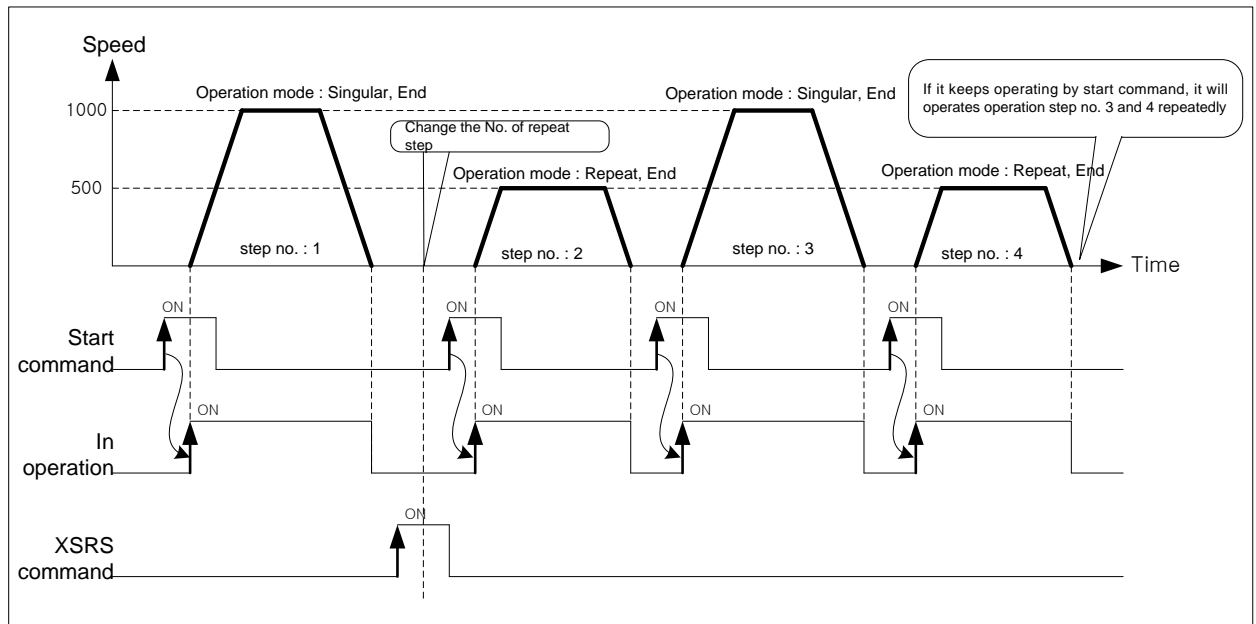 Speed
1000
500
Operation mode : Singular, End
Change the No. of repeat
step
Operation mode : Repeat, End
Operation mode : Singular, End
Operation mode : Repeat, End
If it keeps operating by start command, it will
operates operation step no. 3 and 4 repeatedly
step no. : 1
step no. : 2
step no. : 3
step no. : 4
Time
Start
command
ON
ON
ON
ON
In
operation
ON
ON
ON
ON
XSRS
command
ON